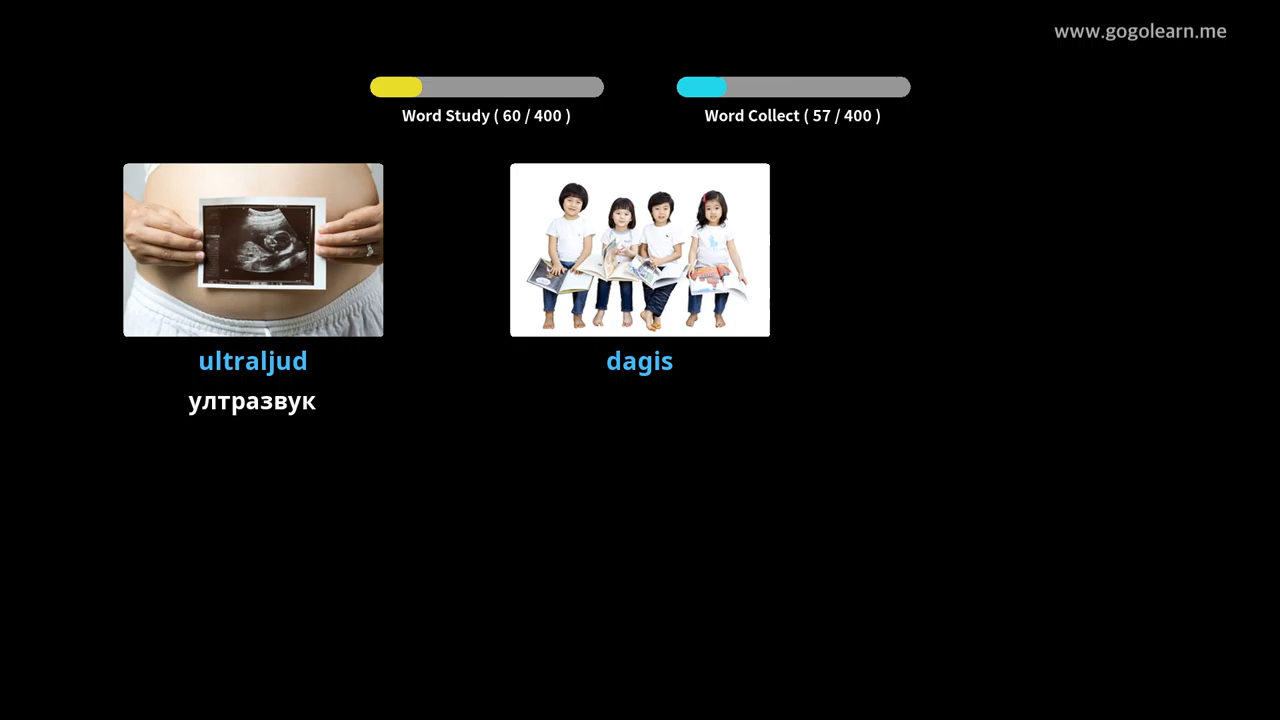 www.gogolearn.me
Word Study ( 60 / 400 )
Word Collect ( 57 / 400 )
ultraljud
dagis
ултразвук